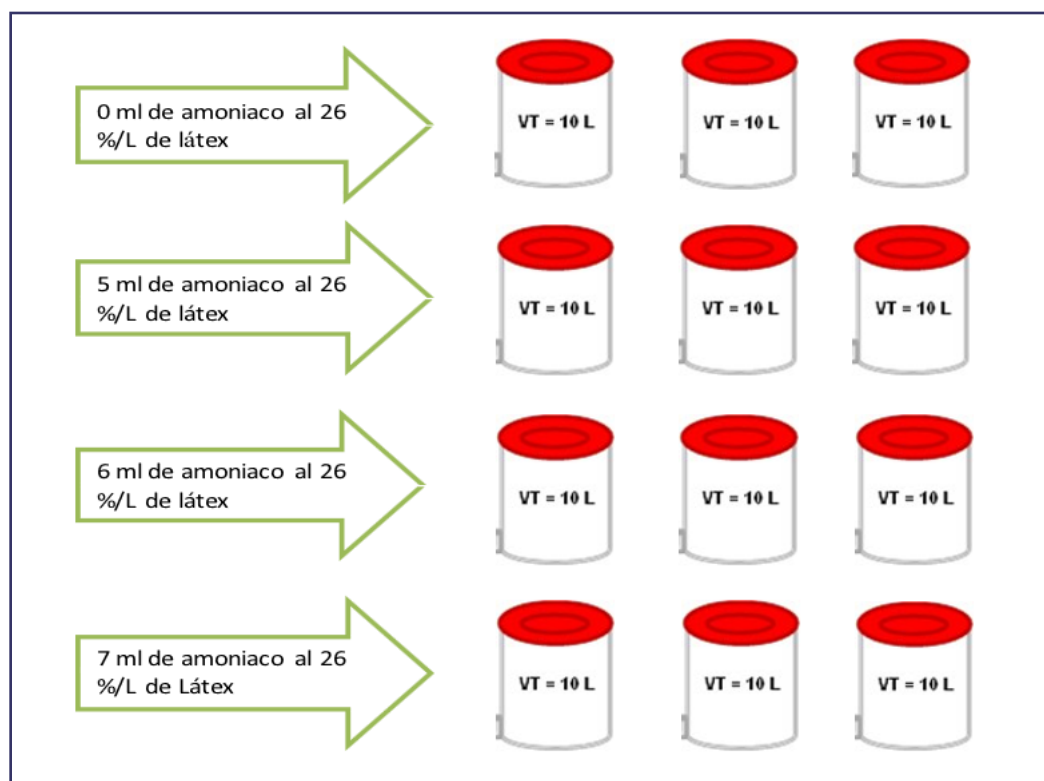 0 ml de amoniaco al 26
%/L de látex
VT = 10 L VT = 10 L VT = 10 L
5 ml de amoniaco al 26
%/L de látex
VT = 10 L VT = 10 L VT = 10 L
6 ml de amoniaco al 26
%/L de látex
VT = 10 L VT = 10 L VT = 10 L
7 ml de amoniaco al 26
%/L de Látex
VT = 10 L VT = 10 L VT = 10 L